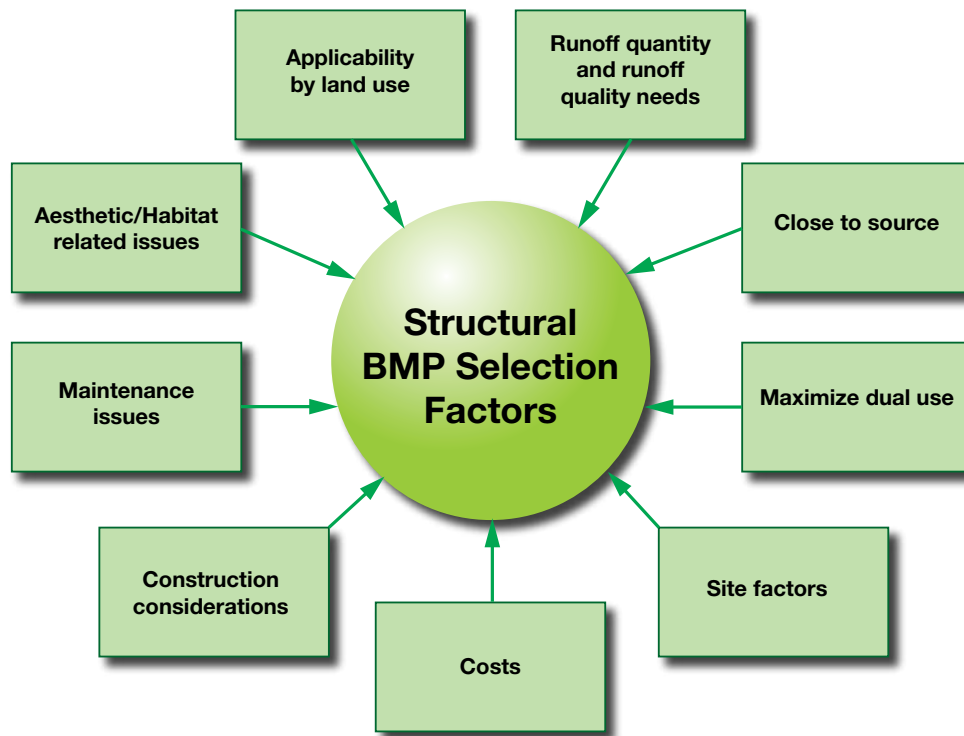 Applicability
by land use
Runoff quantity
and runoff
quality needs
Aesthetic/Habitat
related issues
Close to source
Structural
BMP Selection
Factors
Maintenance
issues
Maximize dual use
Construction
considerations
Site factors
Costs